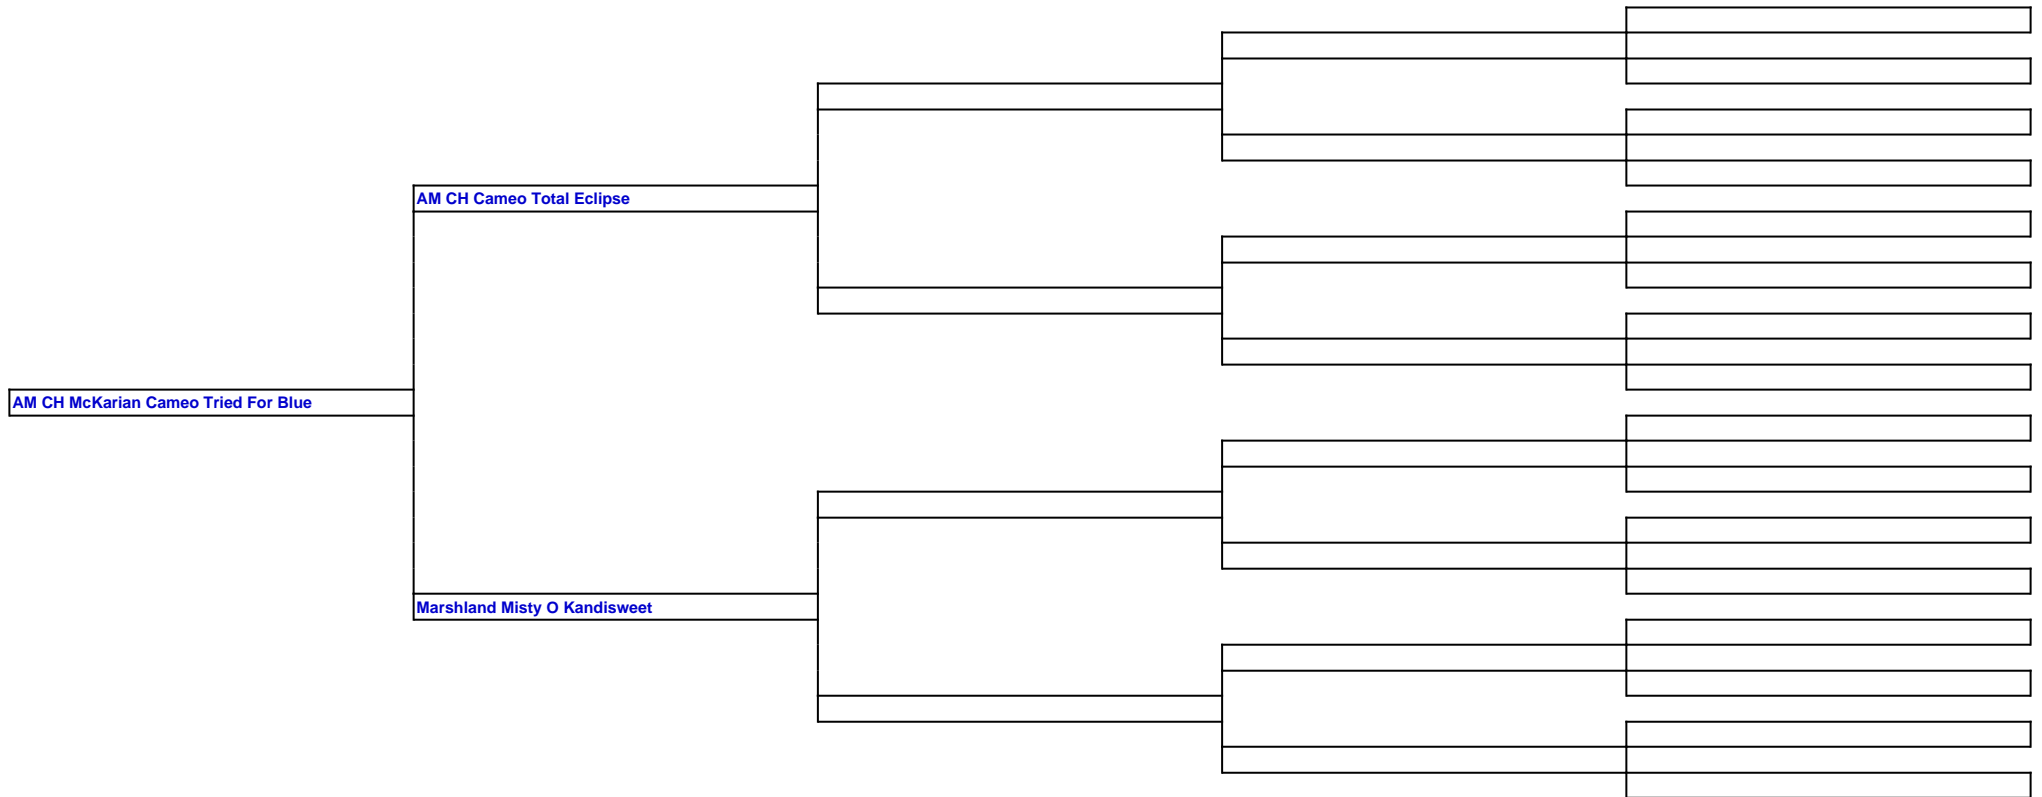 AM CH Cameo Total Eclipse
AM CH McKarian Cameo Tried For Blue
Marshland Misty O Kandisweet